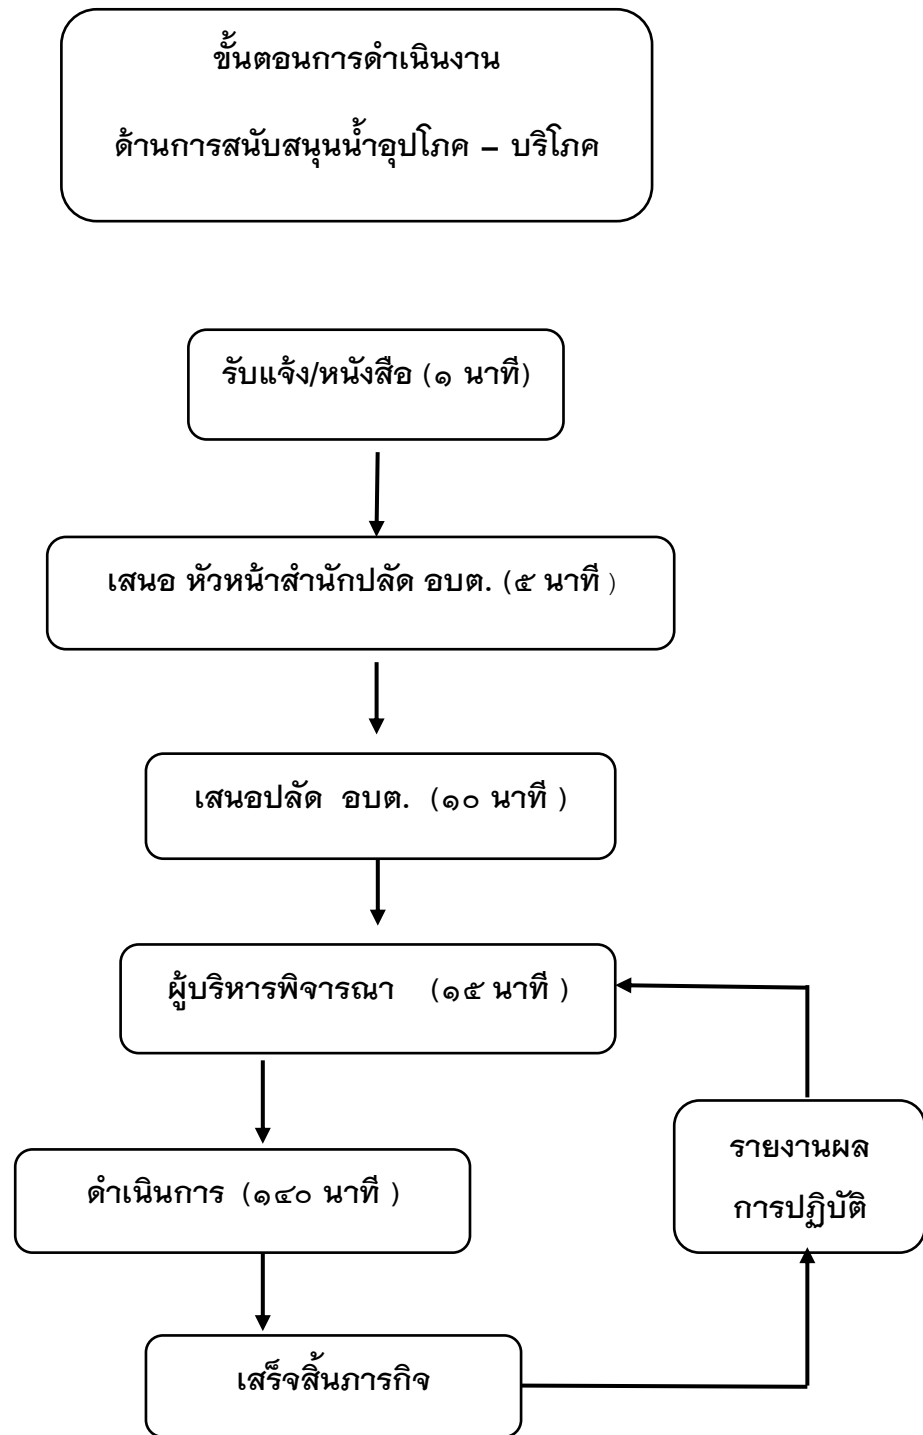 ขั้นตอนการดำเนินงาน
ด้านการสนับสนุนน้ำอุปโภค – บริโภค
รับแจ้ง/หนังสือ (๑ นาที)
เสนอ หัวหน้าสำนักปลัด อบต. (๕ นาที )
เสนอปลัด อบต. (๑๐ นาที )
ผู้บริหารพิจารณา (๑๕ นาที )
ดำเนินการ (๑๔๐ นาที )
รายงานผล
การปฏิบัติ
เสร็จสิ้นภารกิจ